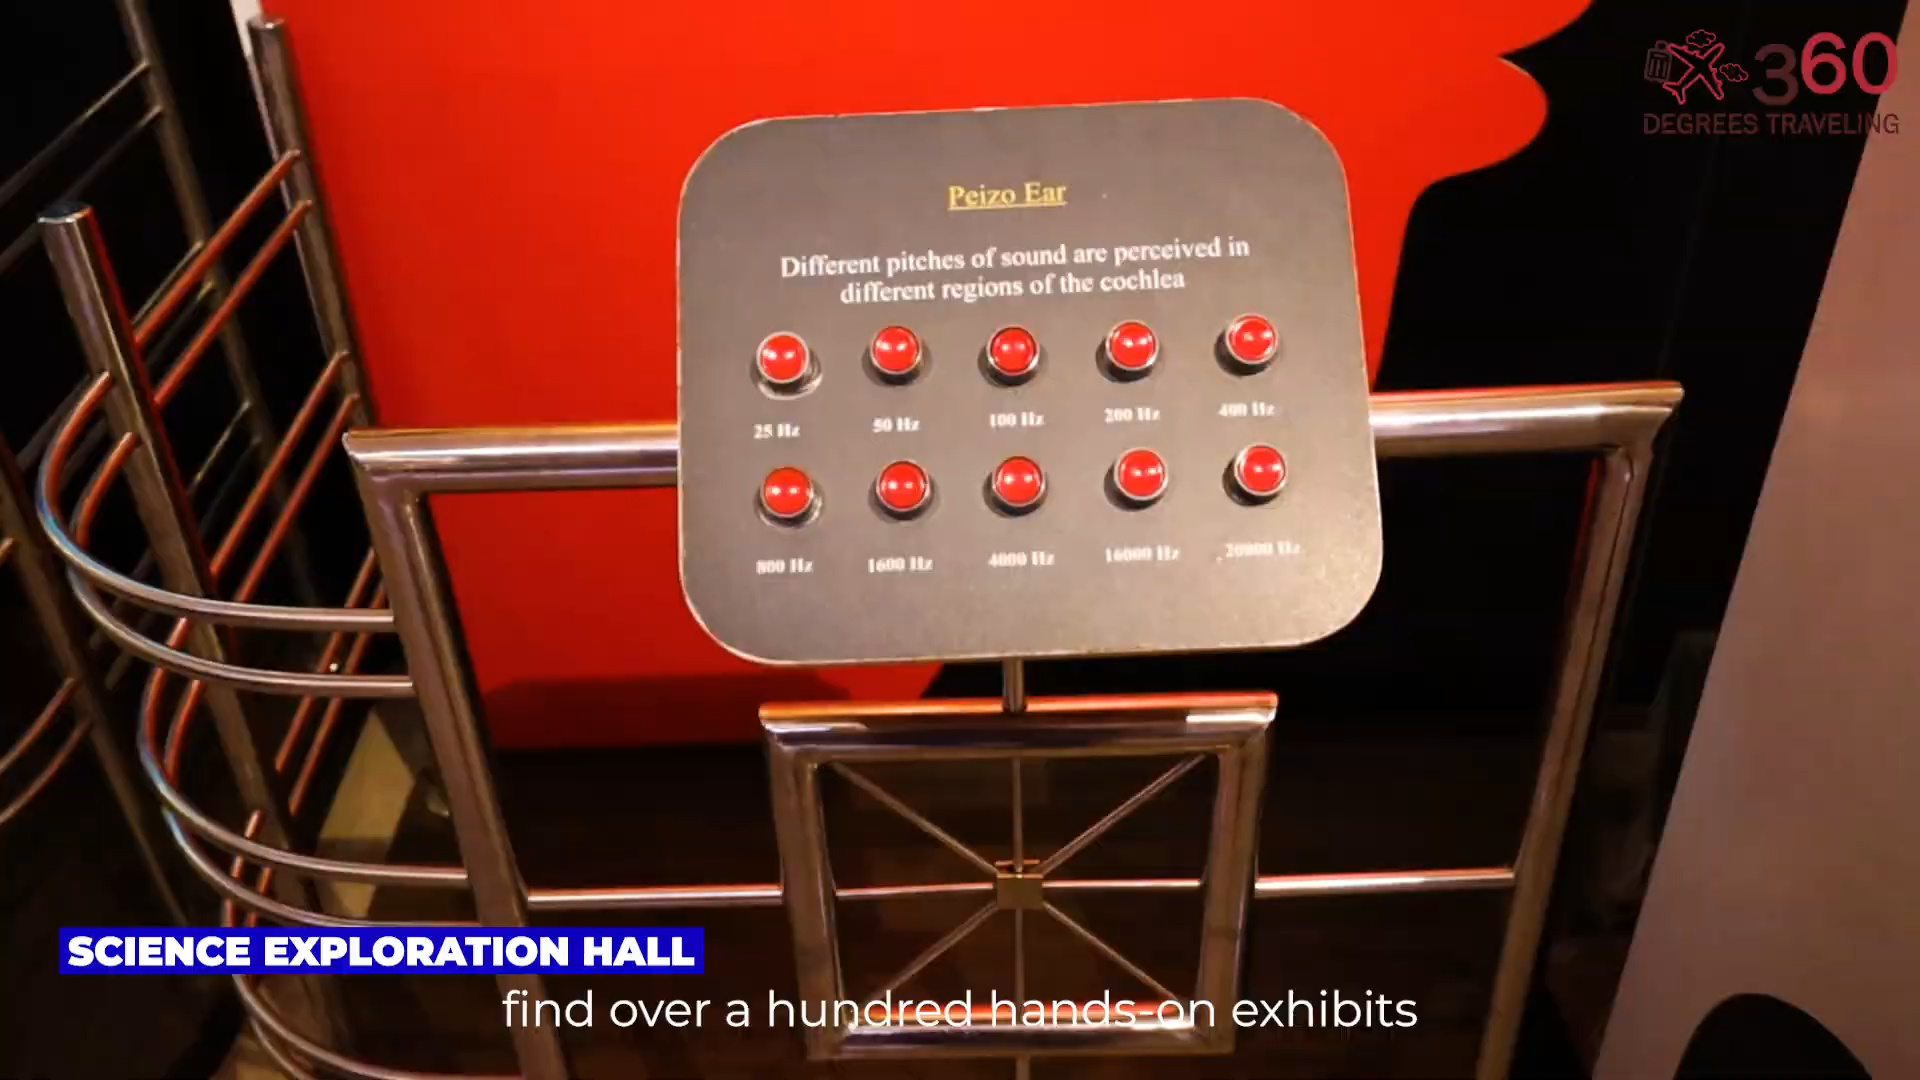 360
DEGREES TRAVELING
Peizo Ear
Different pitches of sound are perceived in
different regions of the cochlea
25 Hz 50 Hz 100 Hz 200 Hz 400 Hz
800 Hz 1600 Hz 4000 Hz 16000 Hz 20000 Hz
SCIENCE EXPLORATION HALL
find over a hundred hands-on exhibits